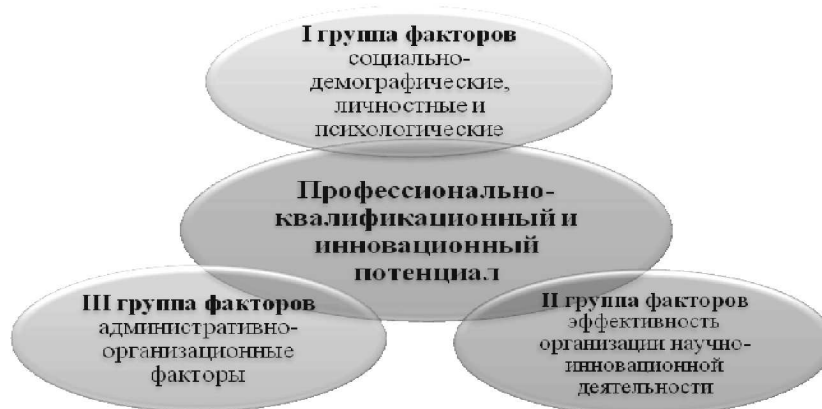 I группа факторов
социально-
демографические,
личностные и
психологические
Профессионально-
квалификационный и
инновационный
потенциал
III группа факторов
административно-
организационные
факторы
II группа факторов
эффективность
организации научно-
инновационной
деятельности